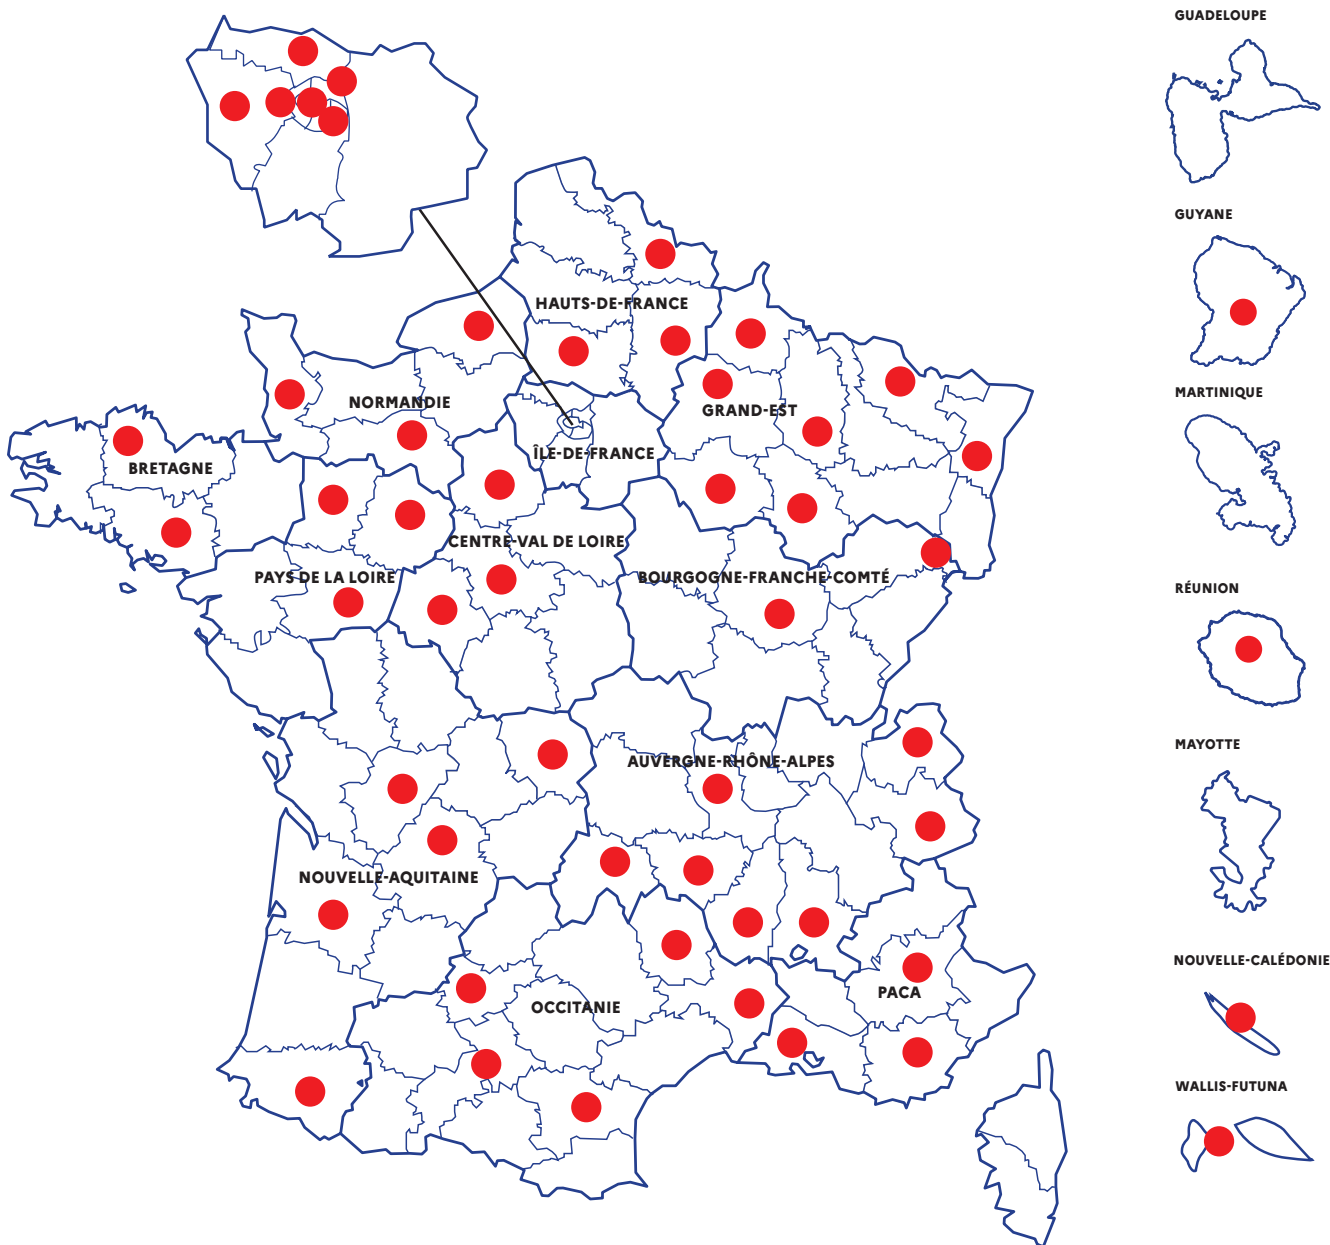 GUADELOUPE
GUYANE
HAUTS-DE-FRANCE
MARTINIQUE
NORMANDIE
GRAND-EST
ÎLE-DE-FRANCE
BRETAGNE
CENTRE-VAL DE LOIRE
PAYS DE LA LOIRE
BOURGOGNE-FRANCHE-COMTÉ
RÉUNION
MAYOTTE
AUVERGNE-RHÔNE-ALPES
NOUVELLE-AQUITAINE
NOUVELLE-CALÉDONIE
PACA
OCCITANIE
WALLIS-FUTUNA